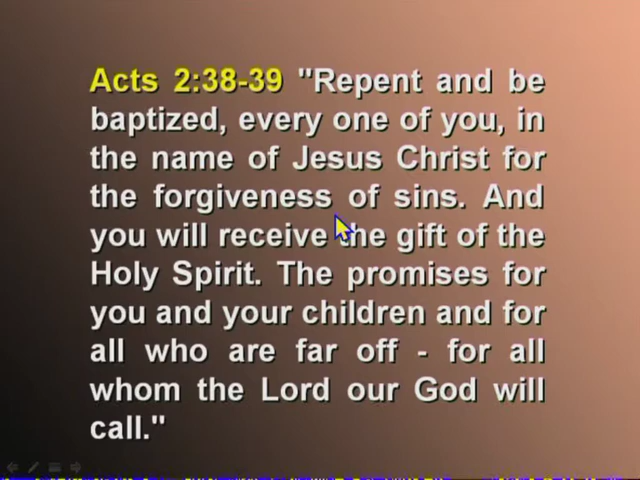 Acts 2:38-39 "Repent and be
baptized, every one of you, in
the name of Jesus Christ for
the forgiveness of sins. And
you will receive the gift of the
Holy Spirit. The promises for
you and your children and for
all who are far off - for all
whom the Lord our God will
call."